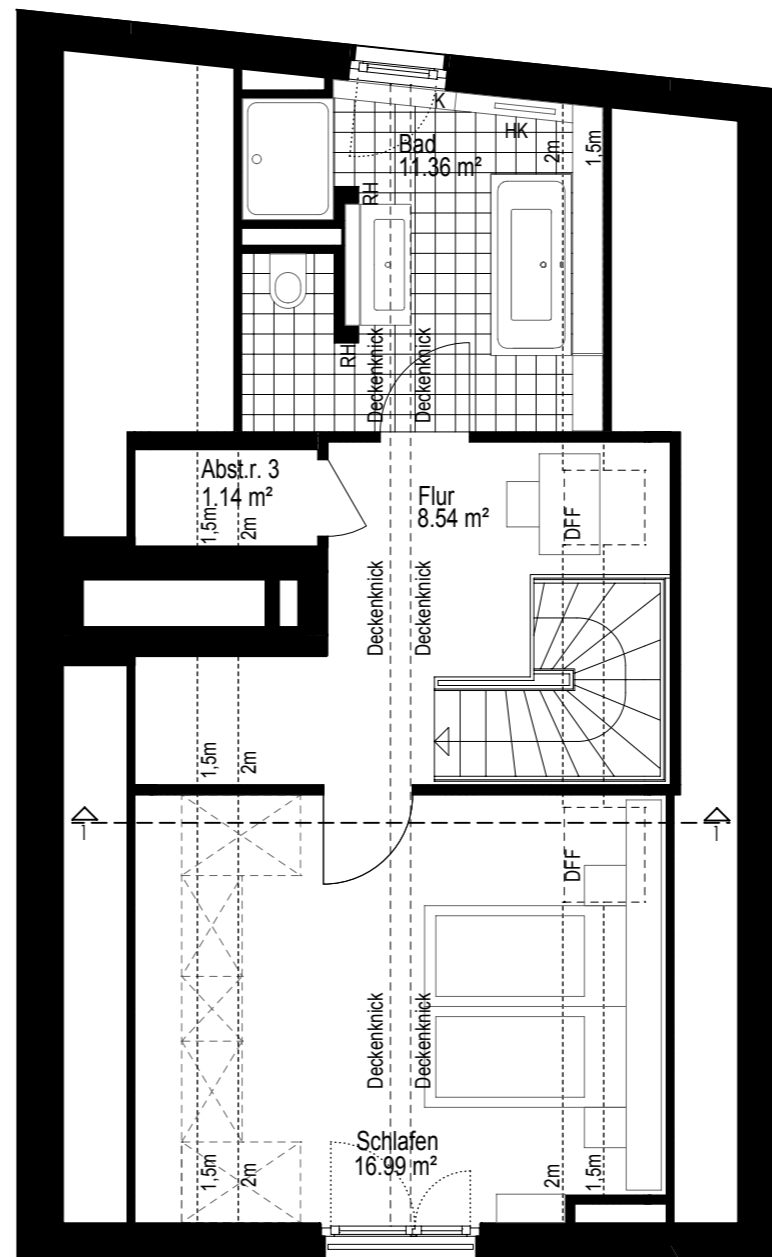 K
HK
Bad
11.36 m²
2m
1,5m
RH
RH
Deckenknick
Deckenknick
Abst.r. 3
1.14 m²
1,5m
2m
Flur
8.54 m²
DFF
Deckenknick
Deckenknick
1,5m
2m
1
1
DFF
Deckenknick
Deckenknick
Schlafen
16.99 m²
1,5m
2m
2m
1,5m